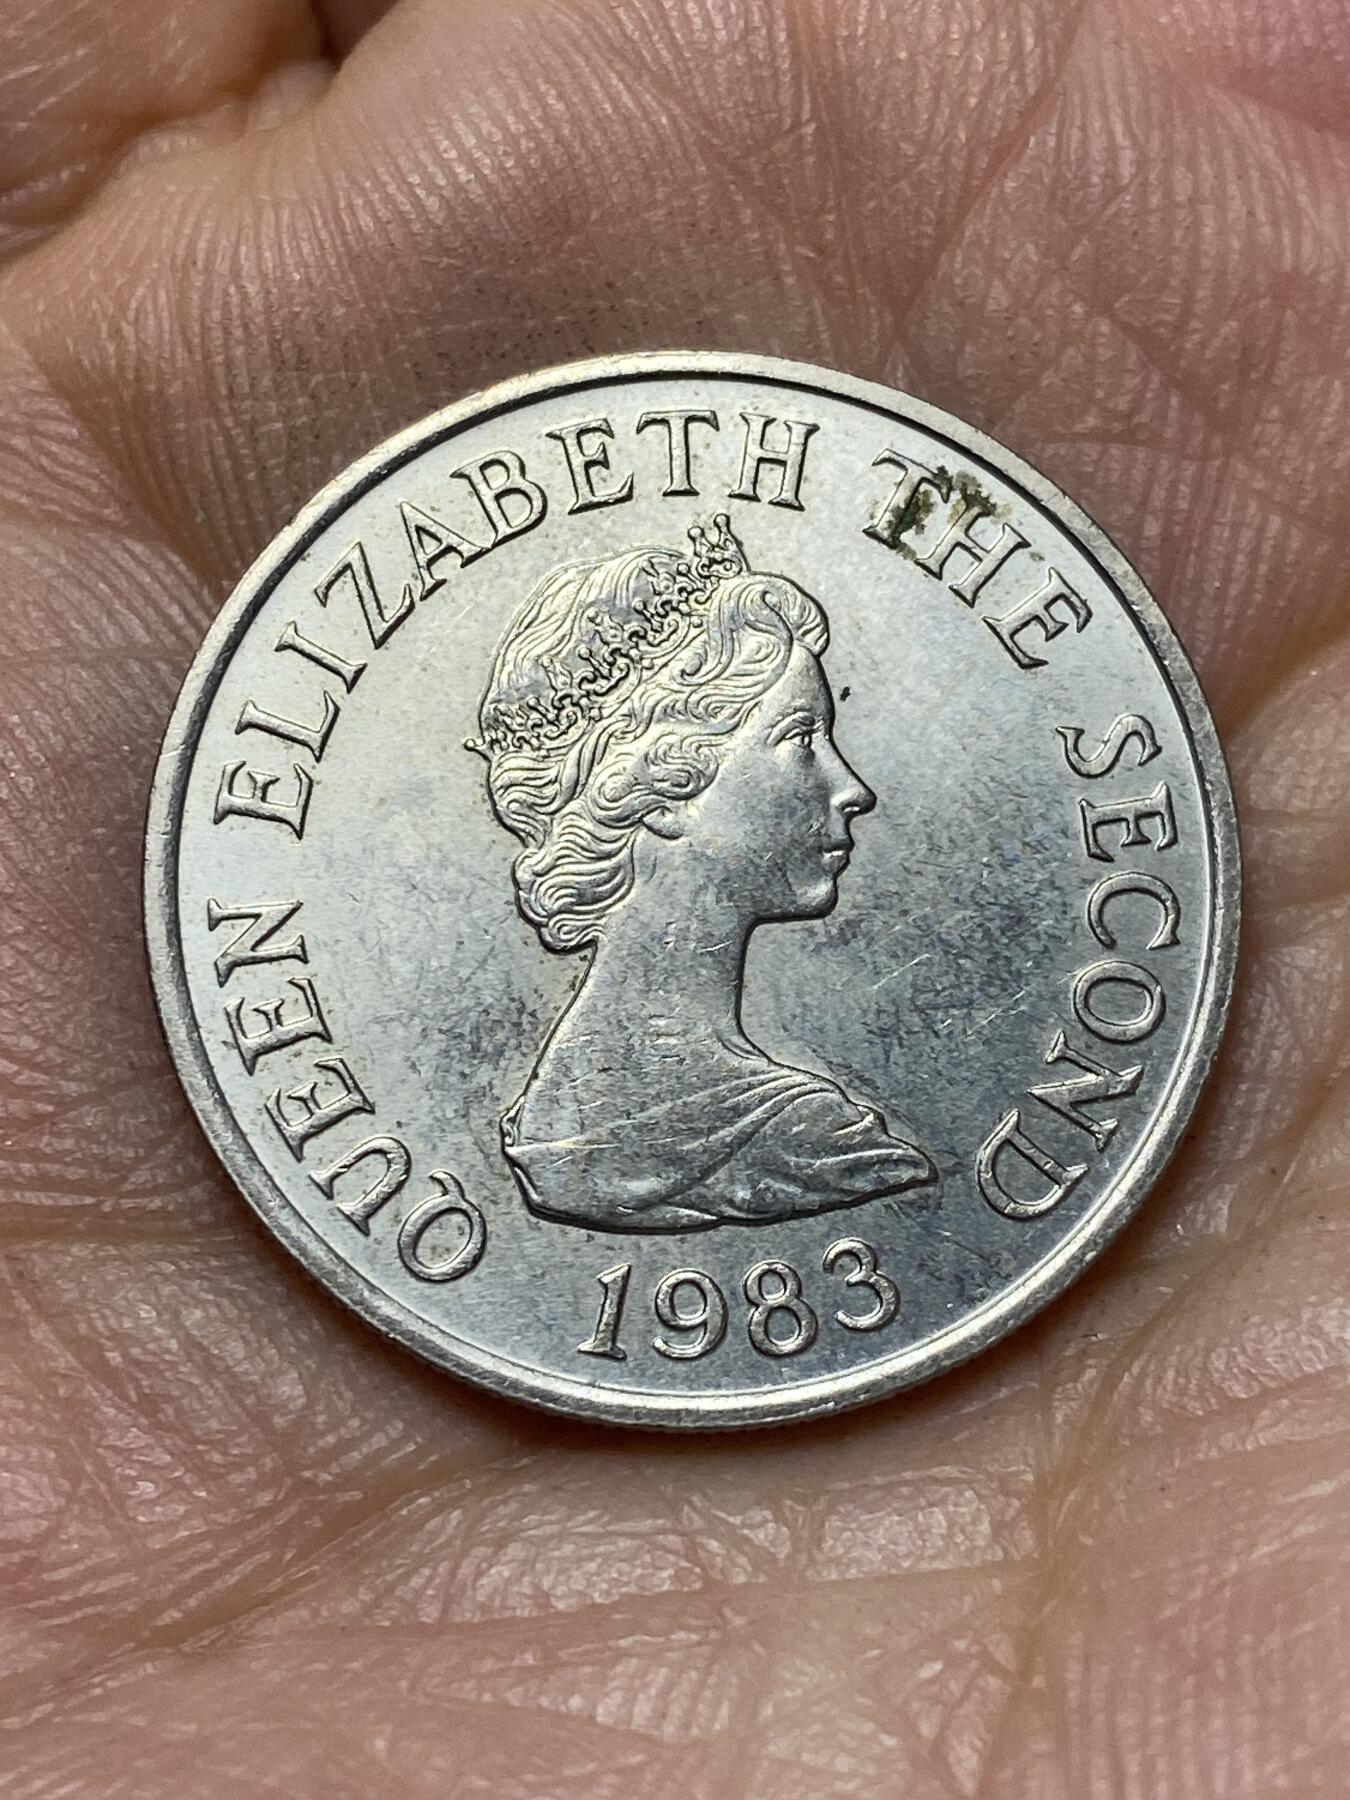 QUEEN ELIZABETH THE SECOND
1983